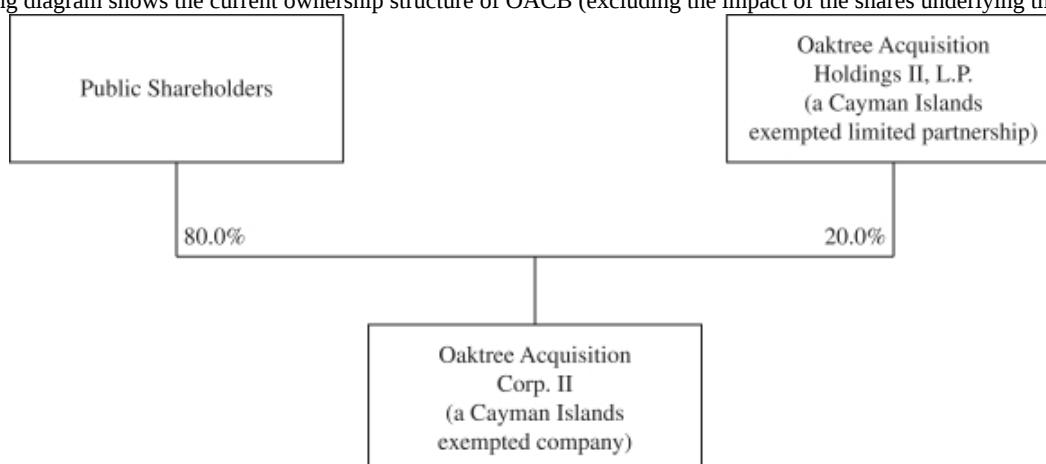 ng diagram shows the current ownership structure of OACB (excluding the impact of the shares underlying th
Public Shareholders
Oaktree Acquisition
Holdings II, L.P.
(a Cayman Islands
exempted limited partnership)
80.0%
20.0%
Oaktree Acquisition
Corp. II
(a Cayman Islands
exempted company)